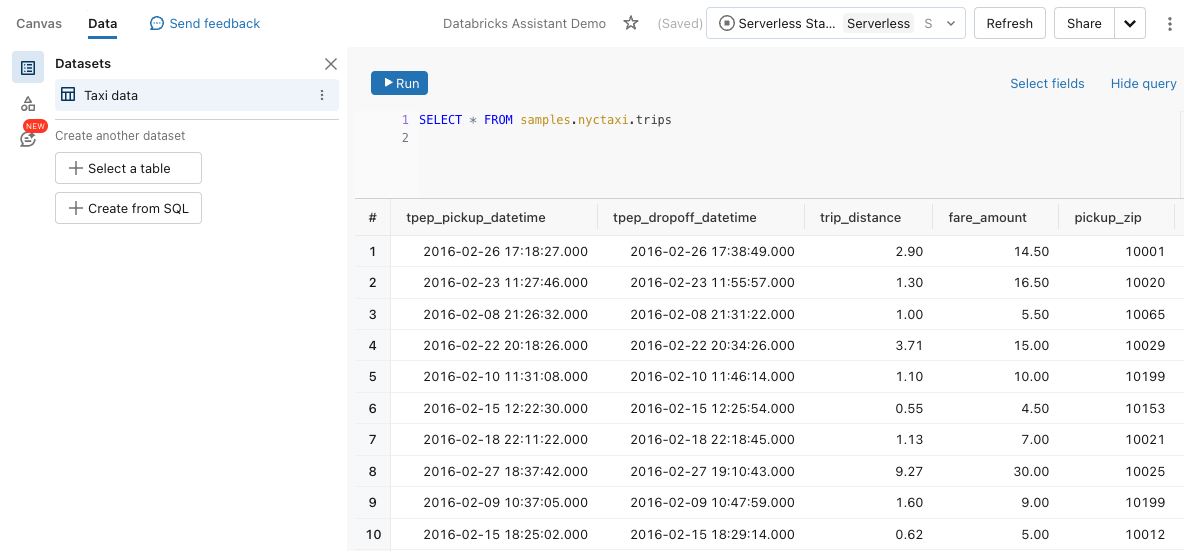 Canvas Data Send feedback Databricks Assistant Demo (Saved) Serverless Sta... Serverless S Refresh Share
Datasets
Taxi data
NEW
Create another dataset
Select a table
Create from SQL
Run Select fields Hide query
1 SELECT * FROM samples.nyctaxi.trips
2
# tpep_pickup_datetime tpep_dropoff_datetime trip_distance fare_amount pickup_zip
1 2016-02-26 17:18:27.000 2016-02-26 17:38:49.000 2.90 14.50 10001
2 2016-02-23 11:27:46.000 2016-02-23 11:55:57.000 1.30 16.50 10020
3 2016-02-08 21:26:32.000 2016-02-08 21:31:22.000 1.00 5.50 10065
4 2016-02-22 20:18:26.000 2016-02-22 20:34:26.000 3.71 15.00 10029
5 2016-02-10 11:31:08.000 2016-02-10 11:46:14.000 1.10 10.00 10199
6 2016-02-15 12:22:30.000 2016-02-15 12:25:54.000 0.55 4.50 10153
7 2016-02-18 22:11:22.000 2016-02-18 22:18:45.000 1.13 7.00 10021
8 2016-02-27 18:37:42.000 2016-02-27 19:10:43.000 9.27 30.00 10025
9 2016-02-09 10:37:05.000 2016-02-09 10:47:59.000 1.60 9.00 10199
10 2016-02-15 18:25:02.000 2016-02-15 18:29:14.000 0.62 5.00 10012